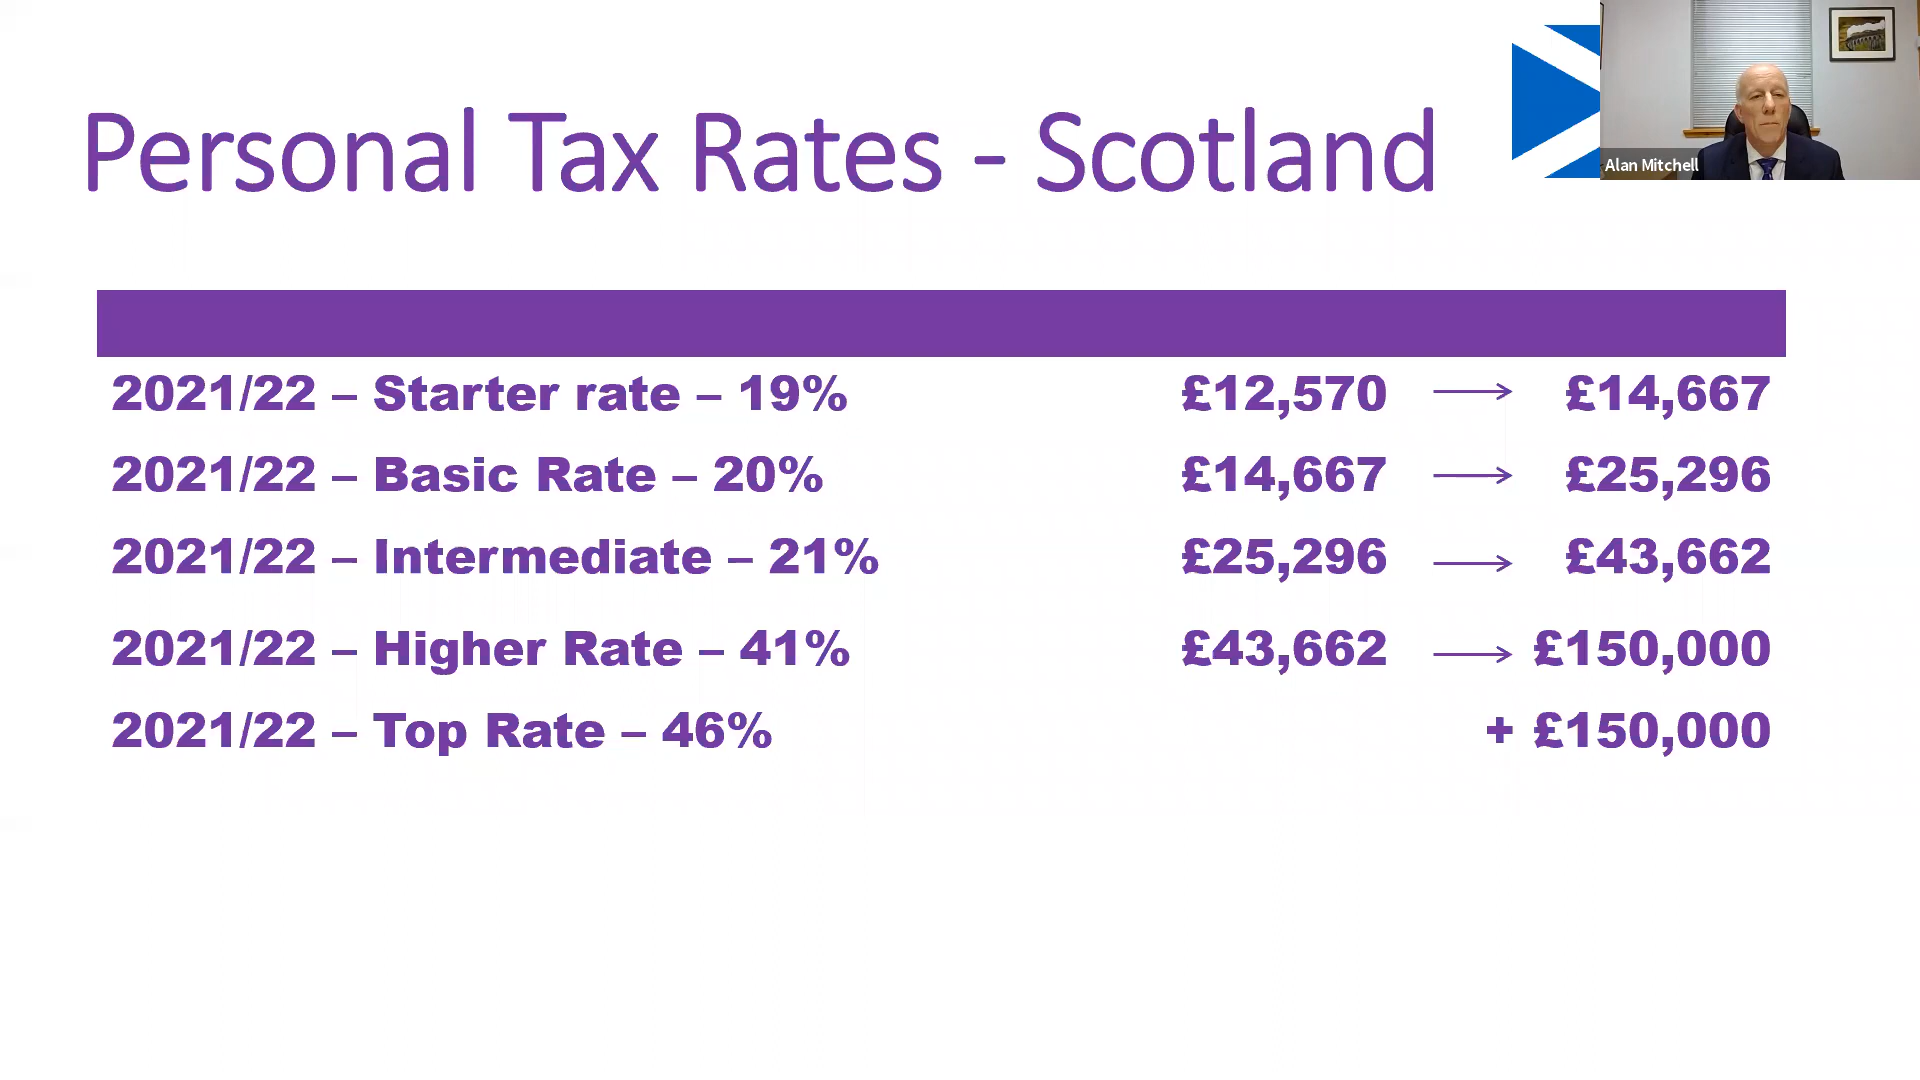 Personal Tax Rates - Scotland
Alan Mitchell
2021/22 – Starter rate – 19% £12,570 → £14,667
2021/22 – Basic Rate – 20% £14,667 → £25,296
2021/22 – Intermediate – 21% £25,296 → £43,662
2021/22 – Higher Rate – 41% £43,662 → £150,000
2021/22 – Top Rate – 46% + £150,000